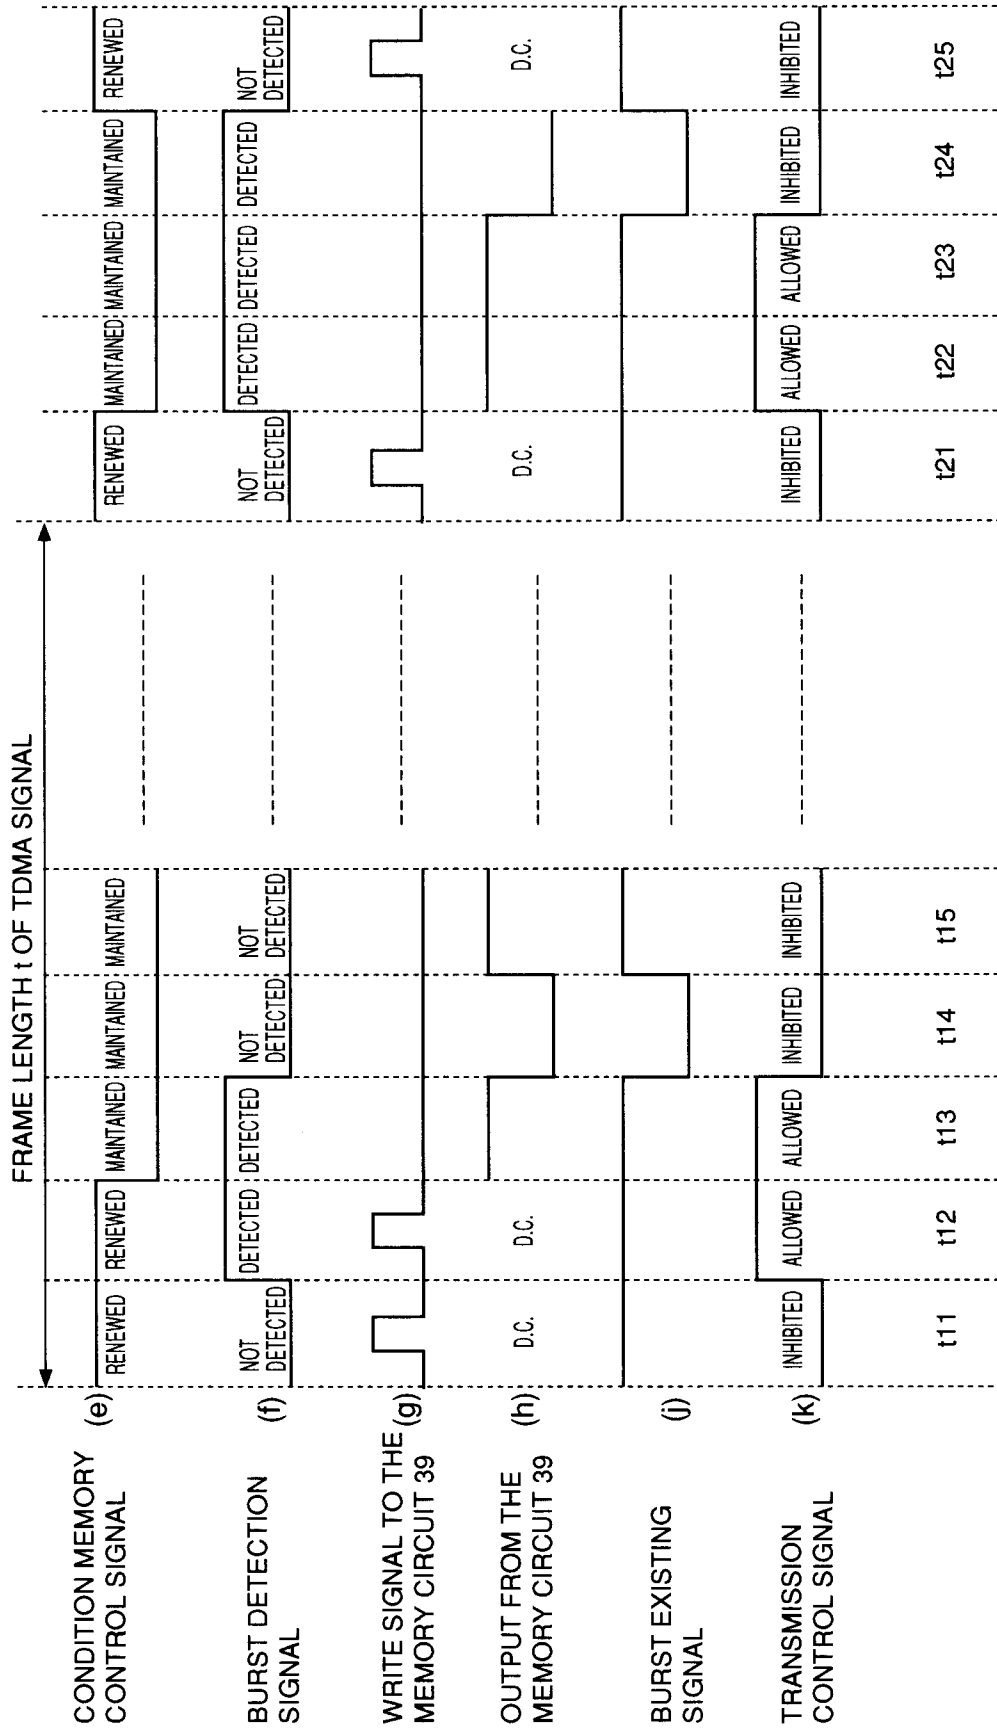 FRAME LENGTH t OF TDMA SIGNAL
CONDITION MEMORY
CONTROL SIGNAL
(e)
RENEWED RENEWED MAINTAINED MAINTAINED MAINTAINED RENEWED MAINTAINED MAINTAINED MAINTAINED RENEWED
BURST DETECTION
SIGNAL
(f)
NOT DETECTED DETECTED DETECTED NOT DETECTED NOT DETECTED NOT DETECTED DETECTED DETECTED DETECTED NOT DETECTED
WRITE SIGNAL TO THE
MEMORY CIRCUIT 39
(g)
OUTPUT FROM THE
MEMORY CIRCUIT 39
(h)
D.C. D.C. D.C. D.C.
BURST EXISTING
SIGNAL
(j)
TRANSMISSION
CONTROL SIGNAL
(k)
INHIBITED ALLOWED ALLOWED INHIBITED INHIBITED INHIBITED ALLOWED ALLOWED INHIBITED INHIBITED
t11 t12 t13 t14 t15 t21 t22 t23 t24 t25